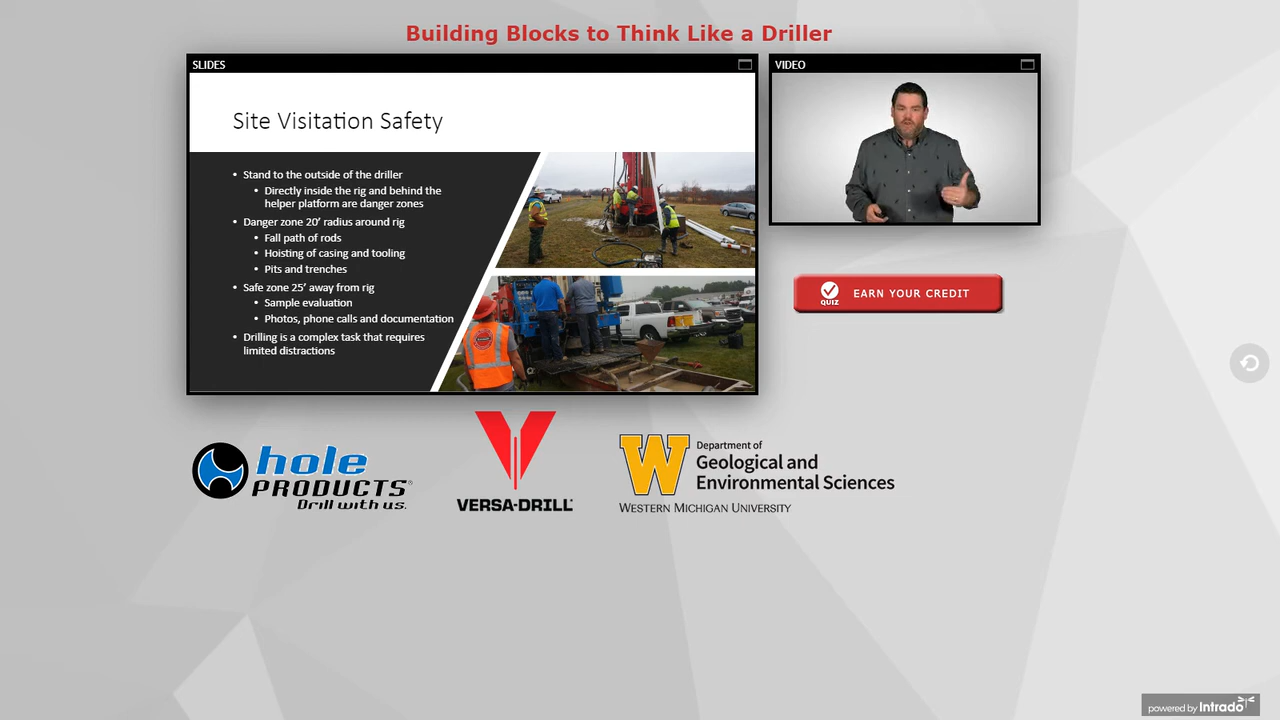 Building Blocks to Think Like a Driller
SLIDES
VIDEO
Site Visitation Safety
• Stand to the outside of the driller
• Directly inside the rig and behind the
helper platform are danger zones
• Danger zone 20’ radius around rig
• Fall path of rods
• Hoisting of casing and tooling
• Pits and trenches
• Safe zone 25’ away from rig
• Sample evaluation
• Photos, phone calls and documentation
• Drilling is a complex task that requires
limited distractions
QUIZ
EARN YOUR CREDIT
hole
PRODUCTS®
Drill with us.
VERSA-DRILL®
W
Department of
Geological and
Environmental Sciences
WESTERN MICHIGAN UNIVERSITY
powered by Intrado